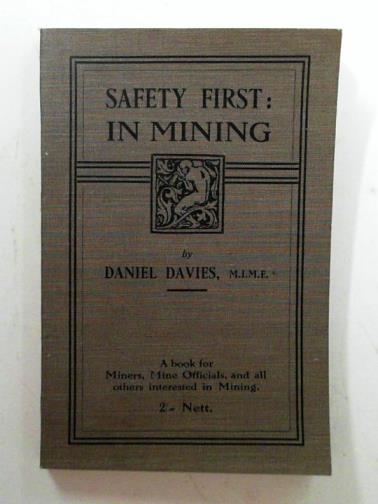 SAFETY FIRST:
IN MINING
by
DANIEL DAVIES, M.I.M.E.
A book for
Miners, Mine Officials, and all
others interested in Mining.
2/- Nett.